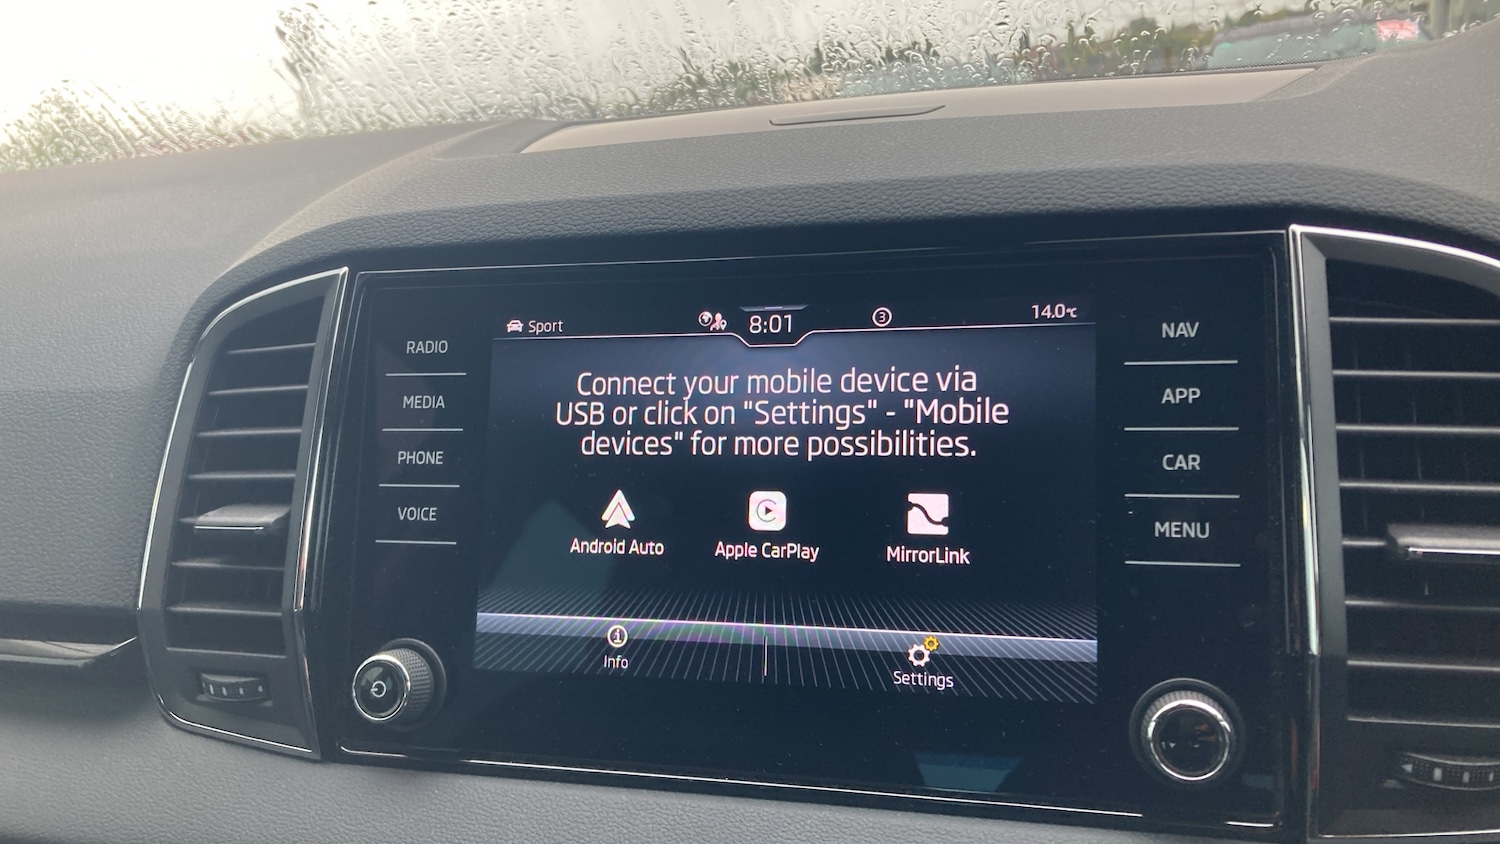 Sport
8:01
3
14.0°C
RADIO
MEDIA
PHONE
VOICE
Connect your mobile device via
USB or click on "Settings" - "Mobile
devices" for more possibilities.
Android Auto
Apple CarPlay
MirrorLink
Info
Settings
NAV
APP
CAR
MENU